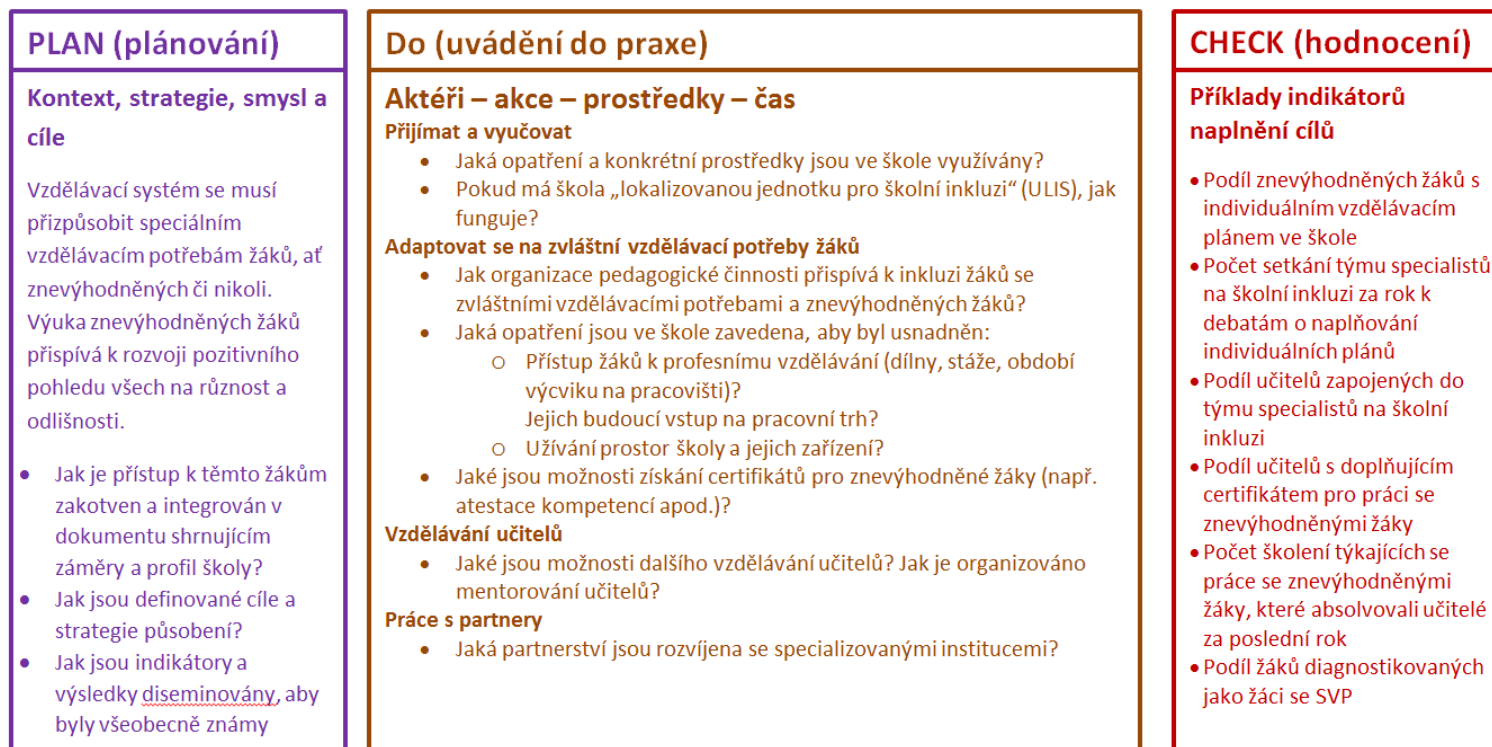 PLAN (plánování)
Kontext, strategie, smysl a
cíle
Vzdělávací systém se musí
přizpůsobit speciálním
vzdělávacím potřebám žáků, ať
znevýhodněných či nikoli.
Výuka znevýhodněných žáků
přispívá k rozvoji pozitivního
pohledu všech na různost a
odlišnosti.
• Jak je přístup k těmto žákům
zakotven a integrován v
dokumentu shrnujícím
záměry a profil školy?
• Jak jsou definované cíle a
strategie působení?
• Jak jsou indikátory a
výsledky diseminovány, aby
byly všeobecně známy
Do (uvádění do praxe)
Aktéři – akce – prostředky – čas
Přijímat a vyučovat
• Jaká opatření a konkrétní prostředky jsou ve škole využívány?
• Pokud má škola „lokalizovanou jednotku pro školní inkluzi“ (ULIS), jak
funguje?
Adaptovat se na zvláštní vzdělávací potřeby žáků
• Jak organizace pedagogické činnosti přispívá k inkluzi žáků se
zvláštními vzdělávacími potřebami a znevýhodněných žáků?
• Jaká opatření jsou ve škole zavedena, aby byl usnadněn:
o Přístup žáků k profesnímu vzdělávání (dílny, stáže, období
výcviku na pracovišti)?
Jejich budoucí vstup na pracovní trh?
o Užívání prostor školy a jejich zařízení?
• Jaké jsou možnosti získání certifikátů pro znevýhodněné žáky (např.
atestace kompetencí apod.)?
Vzdělávání učitelů
• Jaké jsou možnosti dalšího vzdělávání učitelů? Jak je organizováno
mentorování učitelů?
Práce s partnery
• Jaká partnerství jsou rozvíjena se specializovanými institucemi?
CHECK (hodnocení)
Příklady indikátorů
naplnění cílů
• Podíl znevýhodněných žáků s
individuálním vzdělávacím
plánem ve škole
• Počet setkání týmu specialistů
na školní inkluzi za rok k
debatám o naplňování
individuálních plánů
• Podíl učitelů zapojených do
týmu specialistů na školní
inkluzi
• Podíl učitelů s doplňujícím
certifikátem pro práci se
znevýhodněnými žáky
• Počet školení týkajících se
práce se znevýhodněnými
žáky, které absolvovali učitelé
za poslední rok
• Podíl žáků diagnostikovaných
jako žáci se SVP